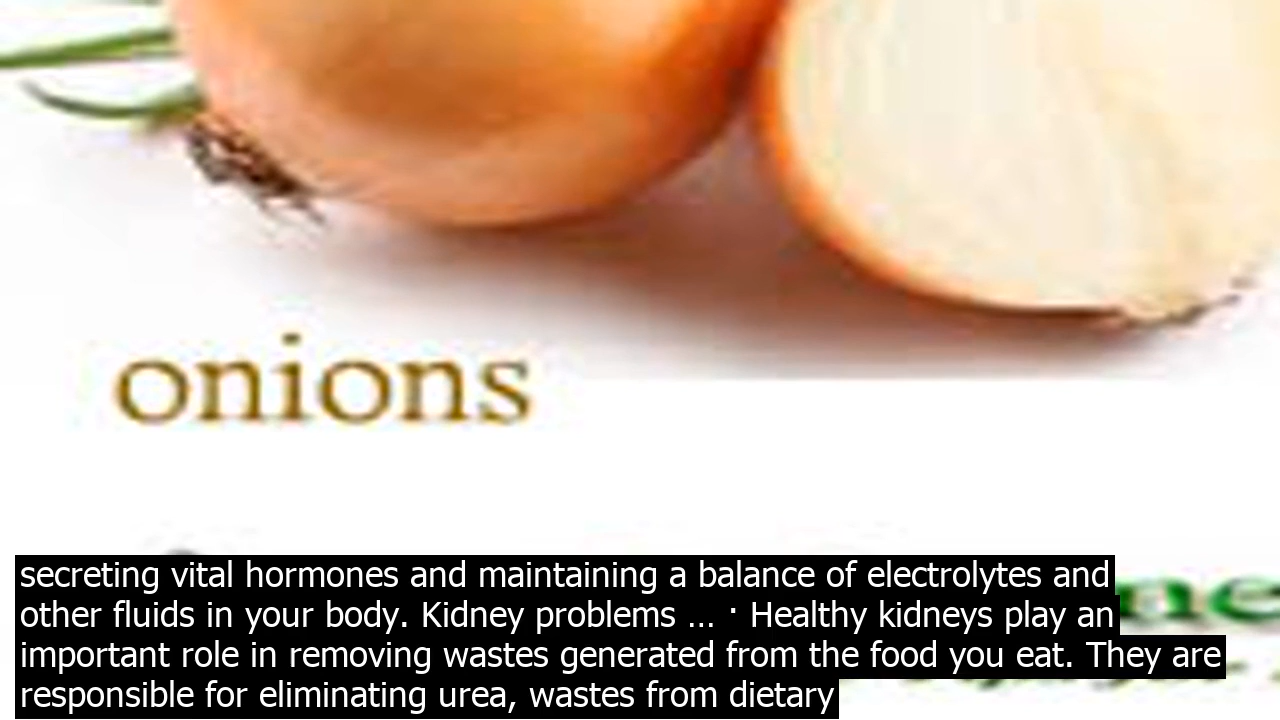 onions
secreting vital hormones and maintaining a balance of electrolytes and
other fluids in your body. Kidney problems ... · Healthy kidneys play an
important role in removing wastes generated from the food you eat. They are
responsible for eliminating urea, wastes from dietary